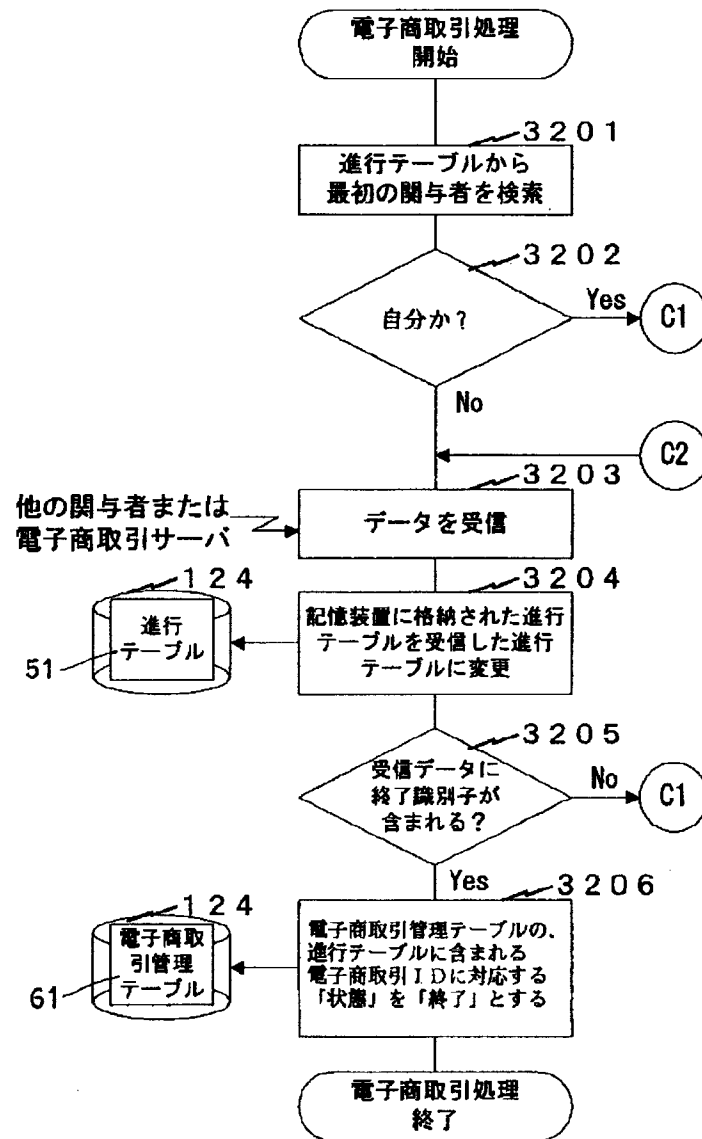 電子商取引処理
開始
3201
進行テーブルから
最初の関与者を検索
3202
自分か?
Yes
C1
No
C2
3203
他の関与者または
電子商取引サーバ
データを受信
124
3204
進行
テーブル
51
記憶装置に格納された進行
テーブルを受信した進行
テーブルに変更
3205
受信データに
終了識別子が
含まれる?
No
C1
Yes
124
3206
電子商取
引管理
テーブル
61
電子商取引管理テーブルの、
進行テーブルに含まれる
電子商取引IDに対応する
「状態」を「終了」とする
電子商取引処理
終了